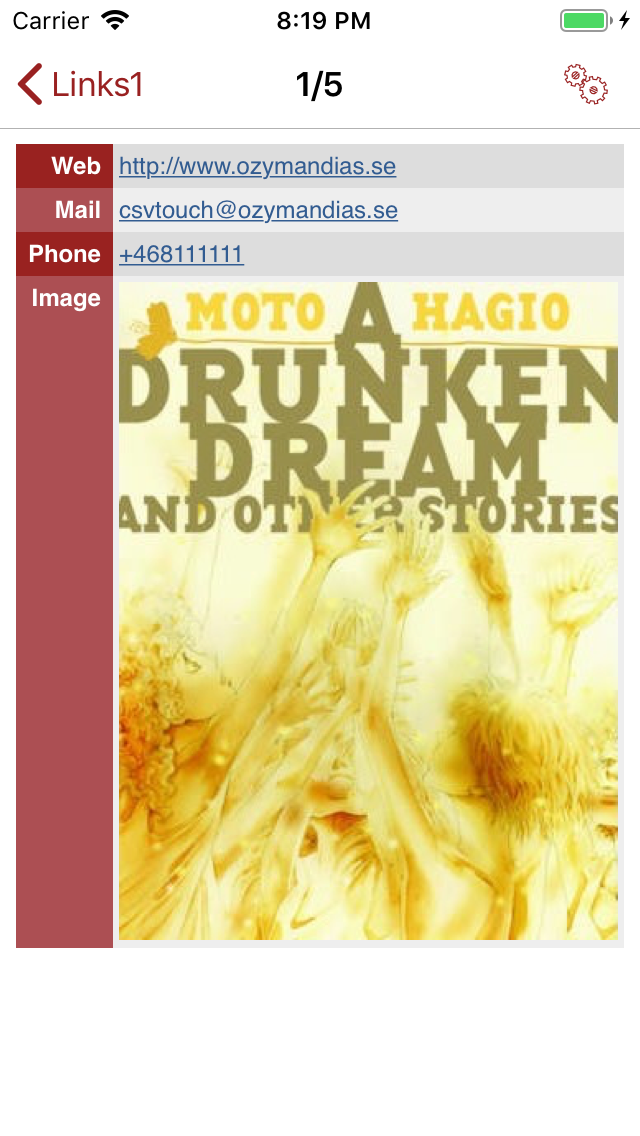 Carrier 8:19 PM
Links1 1/5
Web http://www.ozymandias.se
Mail csvtouch@ozymandias.se
Phone +468111111
Image
MOTO HAGIO
A
DRUNKEN
DREAM
AND OTHER STORIES